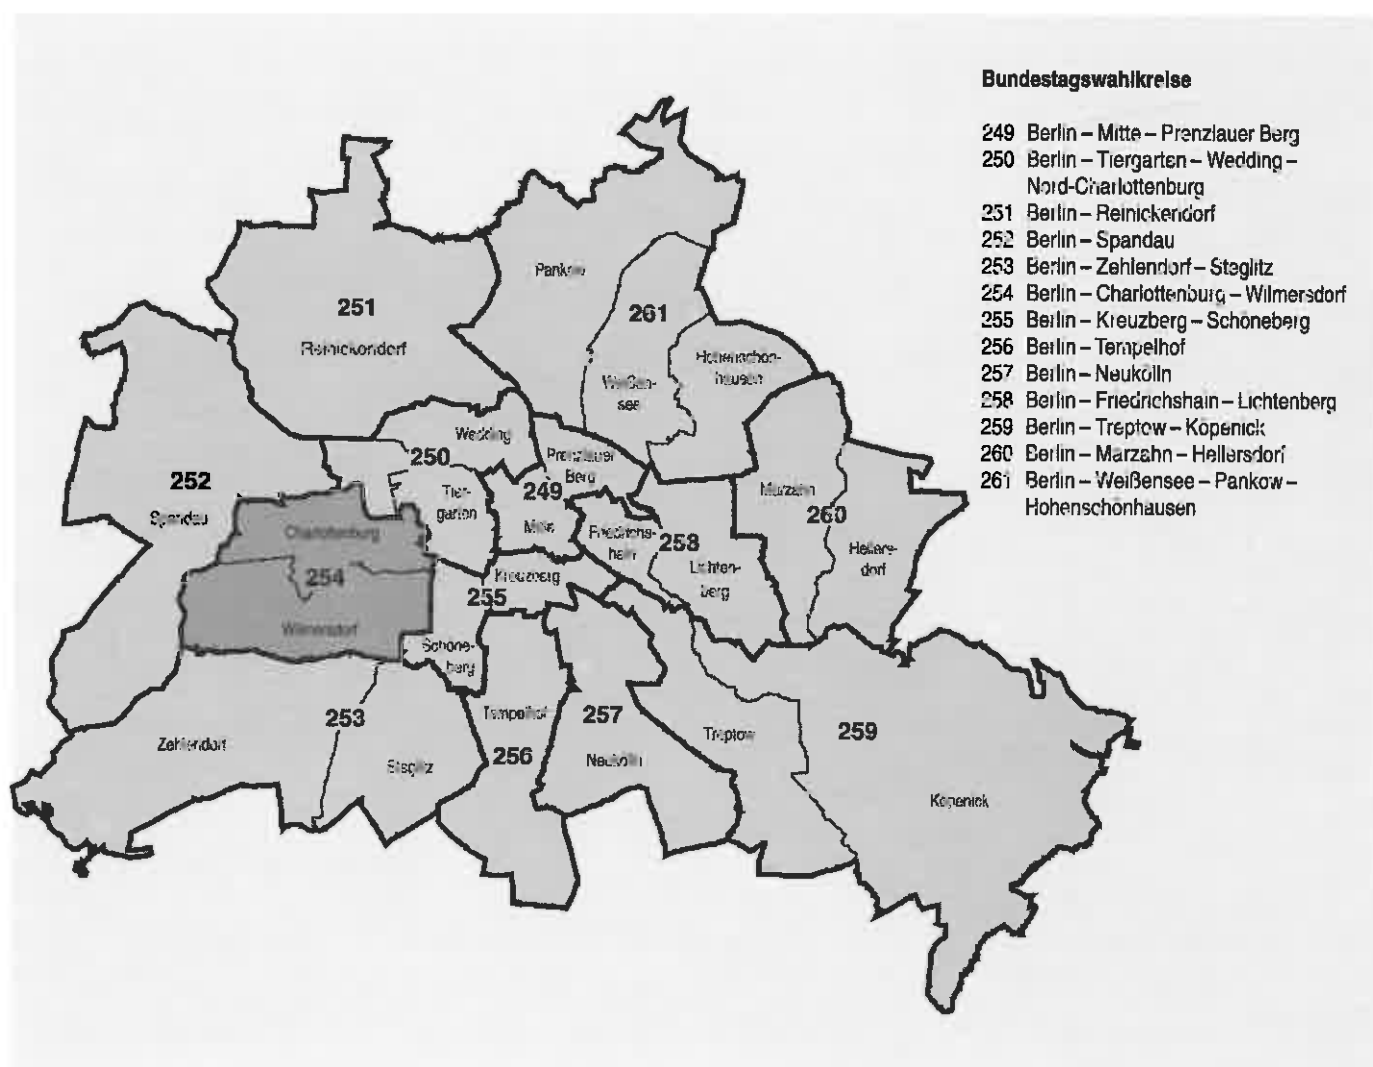 Bundestagswahlkreise
249 Berlin – Mitte – Prenzlauer Berg
250 Berlin – Tiergarten – Wedding –
Nord-Charlottenburg
251 Berlin – Reinickendorf
252 Berlin – Spandau
253 Berlin – Zehlendorf – Steglitz
254 Berlin – Charlottenburg – Wilmersdorf
255 Berlin – Kreuzberg – Schöneberg
256 Berlin – Tempelhof
257 Berlin – Neukölln
258 Berlin – Friedrichshain – Lichtenberg
259 Berlin – Treptow – Köpenick
260 Berlin – Marzahn – Hellersdorf
261 Berlin – Weißensee – Pankow –
Hohenschönhausen
Pankow
251
261
Reinickendorf
Hohenschön-
hausen
Weißen-
see
Wedding
250
Prenzlauer
Berg
252
Tier-
garten
249
Marzahn
Spandau
Mitte
260
Charlottenburg
Friedrichs-
hain
258
Hellers-
dorf
254
Kreuzberg
Lichten-
berg
255
Wilmersdorf
Schöne-
berg
253
Tempelhof
257
Treptow
259
Zehlendorf
256
Steglitz
Neukölln
Köpenick